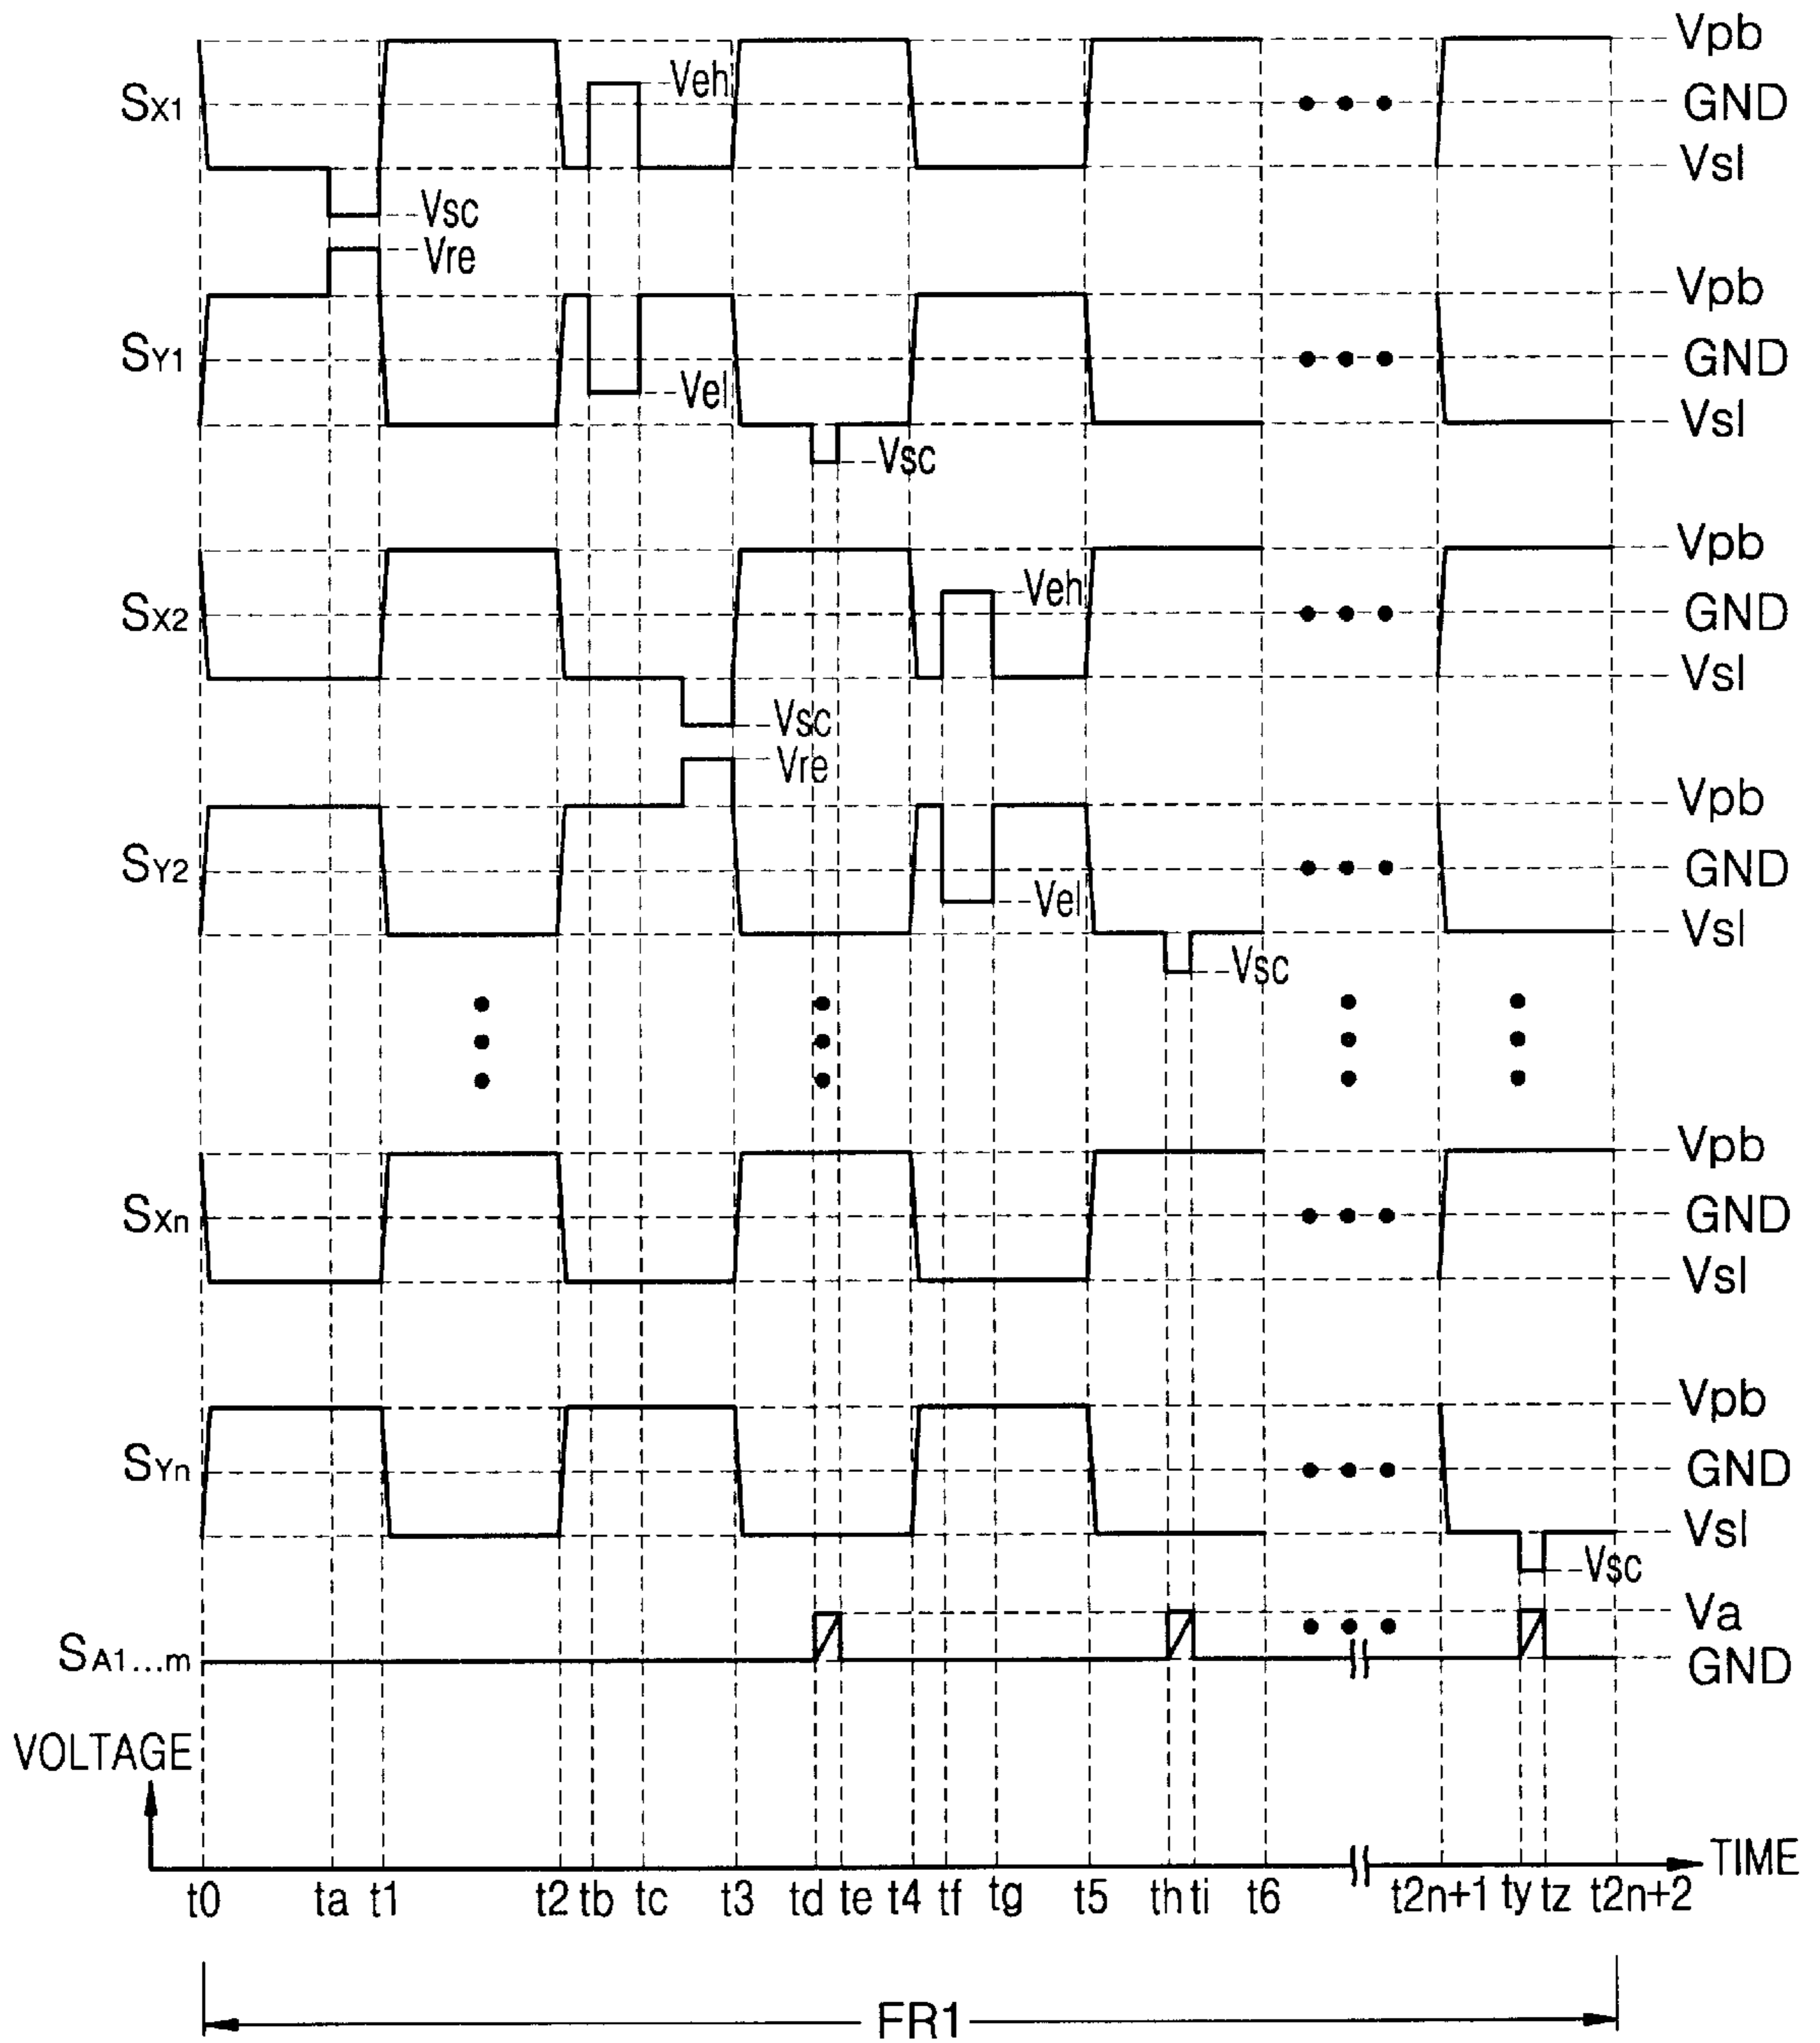 Vpb
Veh
SX1
GND
Vsl
Vsc
Vre
Vpb
SY1
GND
Vel
Vsl
Vsc
Vpb
Veh
SX2
GND
Vsl
Vsc
Vre
Vpb
SY2
GND
Vel
Vsl
Vsc
Vpb
SXn
GND
Vsl
Vpb
SYn
GND
Vsl
Vsc
Va
SA1...m
GND
VOLTAGE
TIME
t0 ta t1 t2 tb tc t3 td te t4 tf tg t5 th ti t6 t2n+1 ty tz t2n+2
FR1